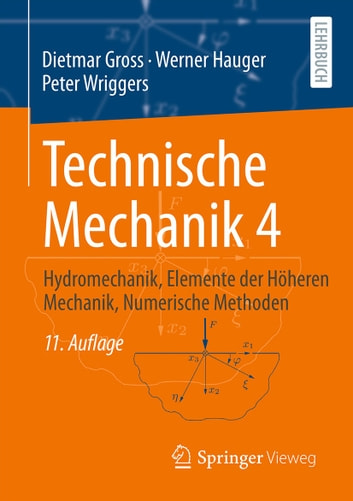 Dietmar Gross · Werner Hauger
Peter Wriggers
LEHRBUCH
Technische
Mechanik 4
Hydromechanik, Elemente der Höheren
Mechanik, Numerische Methoden
11. Auflage
F
x₃ x₁
φ
η x₂ ξ
Springer Vieweg